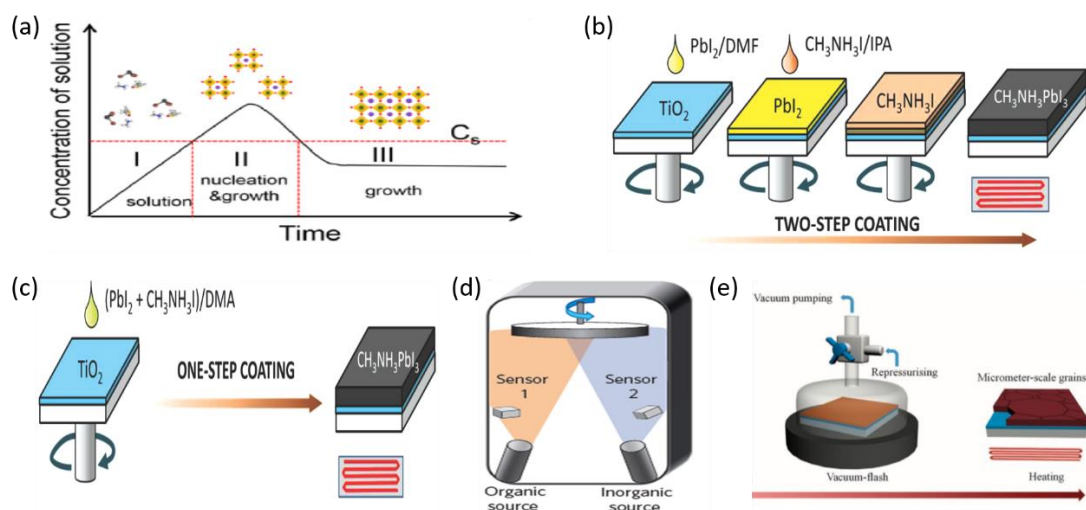 (a)
Concentration of solution
Cs
I
II
III
solution
nucleation
&growth
growth
Time
(b)
PbI2/DMF
CH3NH3I/IPA
TiO2
PbI2
CH3NH3I
CH3NH3PbI3
TWO-STEP COATING
(c)
(PbI2 + CH3NH3I)/DMA
TiO2
ONE-STEP COATING
CH3NH3PbI3
(d)
Sensor
1
Sensor
2
Organic
source
Inorganic
source
(e)
Vacuum pumping
Repressurising
Micrometer-scale grains
Vacuum-flash
Heating